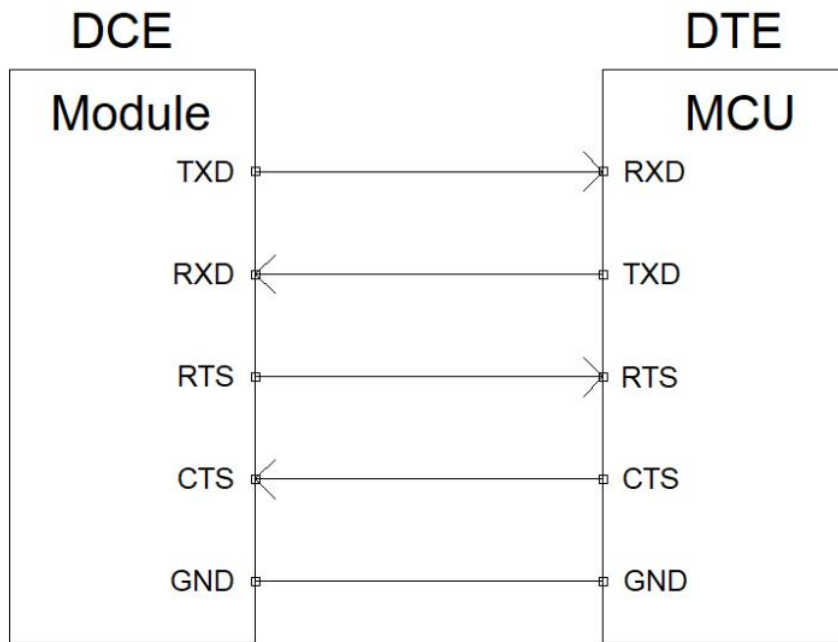 DCE
DTE
Module
MCU
TXD
RXD
RXD
TXD
RTS
RTS
CTS
CTS
GND
GND